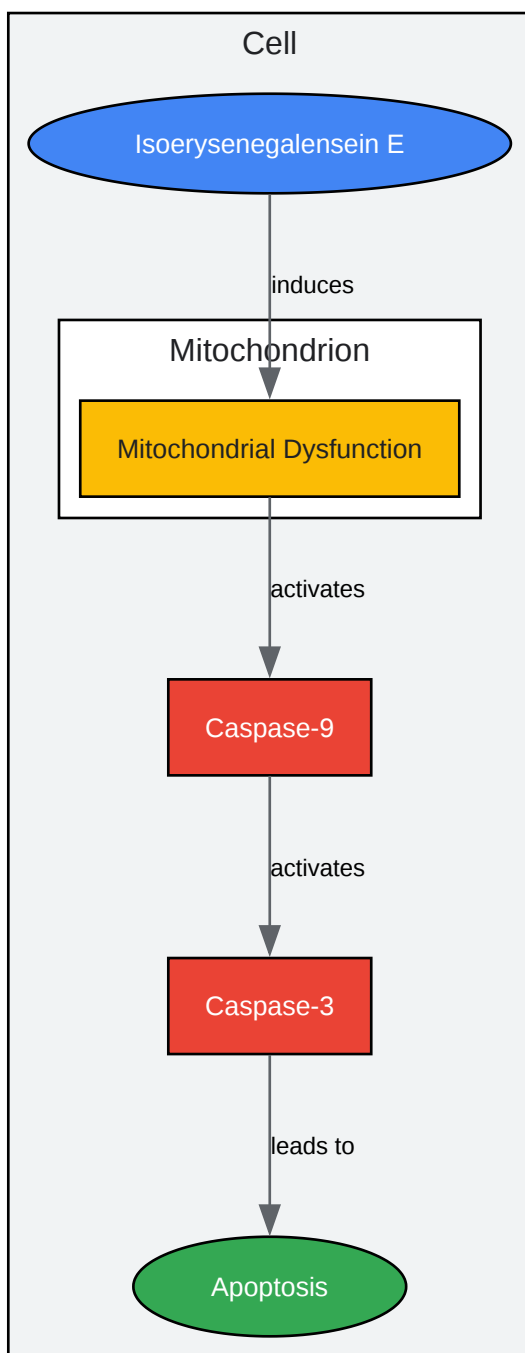 Cell
Isoerysenegalensein E
induces
Mitochondrion
Mitochondrial Dysfunction
activates
Caspase-9
activates
Caspase-3
leads to
Apoptosis